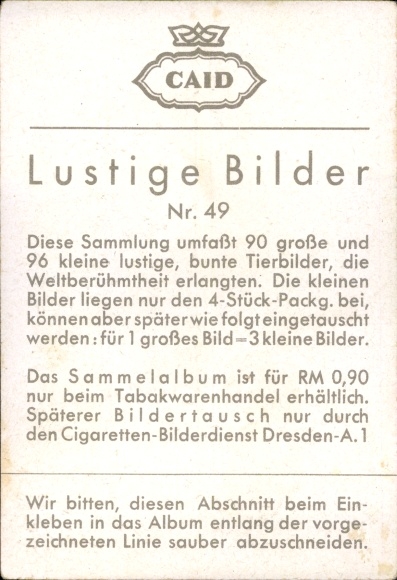 CAID
Lustige Bilder
Nr. 49
Diese Sammlung umfaßt 90 große und
96 kleine lustige, bunte Tierbilder, die
Weltberühmtheit erlangten. Die kleinen
Bilder liegen nur den 4-Stück-Packg. bei,
können aber später wie folgt eingetauscht
werden: für 1 großes Bild = 3 kleine Bilder.
Das Sammelalbum ist für RM 0,90
nur beim Tabakwarenhandel erhältlich.
Späterer Bildertausch nur durch
den Cigaretten-Bilderdienst Dresden-A. 1
Wir bitten, diesen Abschnitt beim Ein-
kleben in das Album entlang der vorge-
zeichneten Linie sauber abzuschneiden.